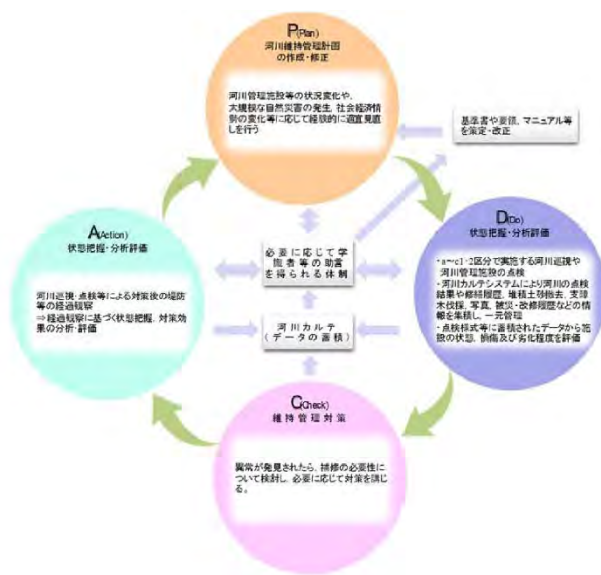 P(Plan)
河川維持管理計画
の作成・修正
河川管理施設等の状況変化や、
大規模な自然災害の発生、社会経済情
勢の変化等に応じて経験的に適宜見直
しを行う
基準書や要領、マニュアル等
を策定・改正
A(Action)
状態把握・分析評価
河川巡視・点検等による対策後の堤防
等の経過観察
⇒経過観察に基づく状態把握、対策効
果の分析・評価
必要に応じて学
識者等の助言
を得られる体制
河川カルテ
(データの蓄積)
D(Do)
状態把握・分析評価
・a~c1・2区分で実施する河川巡視や
河川管理施設の点検
・河川カルテシステムにより河川の点検
結果や修繕履歴、堆積土砂掘去、支障
木伐採、写真、被災・改修履歴などの情
報を集積し、一元管理
・点検様式等に蓄積されたデータから施
設の状態、損傷及び劣化程度を評価
C(Check)
維持管理対策
異常が発見されたら、補修の必要性に
ついて検討し、必要に応じて対策を講じ
る。